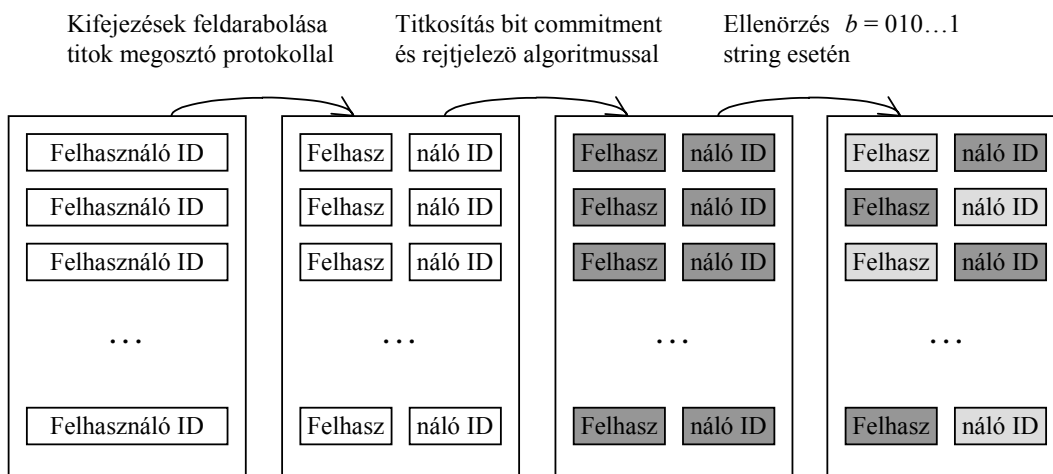 Kifejezések feldarabolása
titok megosztó protokollal
Titkosítás bit commitment
és rejtjelezö algoritmussal
Ellenörzés b = 010…1
string esetén
Felhasználó ID
Felhasználó ID
Felhasználó ID
…
Felhasználó ID
Felhasz náló ID
Felhasz náló ID
Felhasz náló ID
…
Felhasz náló ID
Felhasz náló ID
Felhasz náló ID
Felhasz náló ID
…
Felhasz náló ID
Felhasz náló ID
Felhasz náló ID
Felhasz náló ID
…
Felhasz náló ID